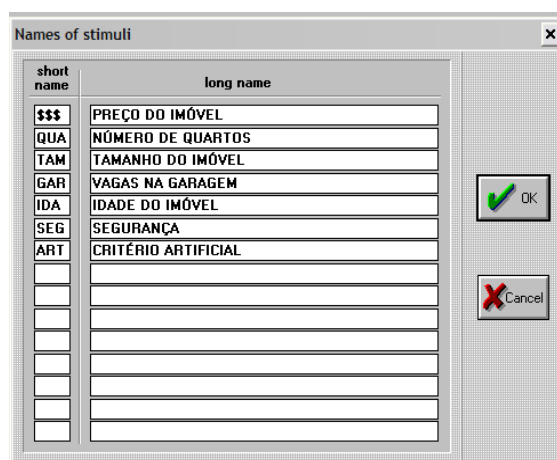 Names of stimuli
short name long name
$$$ PREÇO DO IMÓVEL
QUA NÚMERO DE QUARTOS
TAM TAMANHO DO IMÓVEL
GAR VAGAS NA GARAGEM
IDA IDADE DO IMÓVEL
SEG SEGURANÇA
ART CRITÉRIO ARTIFICIAL
OK
Cancel